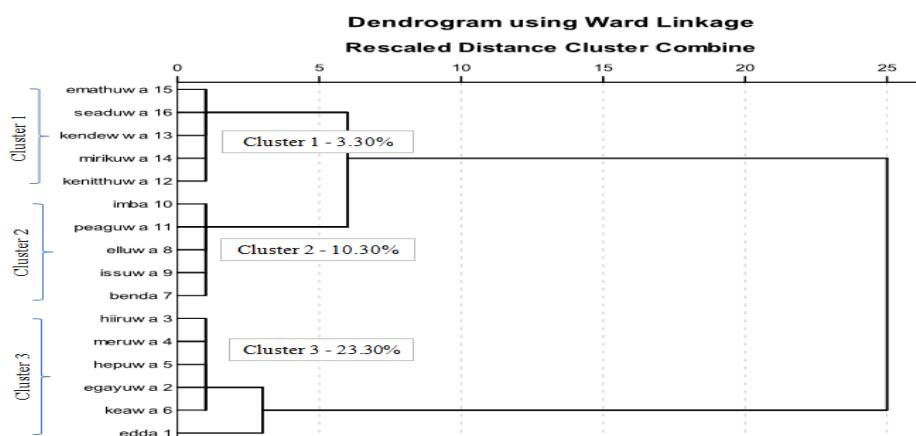 Dendrogram using Ward Linkage
Rescaled Distance Cluster Combine
0 5 10 15 20 25
Cluster 1
emathuw a 15
seaduw a 16
kendew w a 13
mirikuw a 14
kenitthuw a 12
Cluster 1 - 3.30%
Cluster 2
imba 10
peaguw a 11
elluw a 8
issuw a 9
benda 7
Cluster 2 - 10.30%
Cluster 3
hiiruw a 3
meruw a 4
hepuw a 5
egayuw a 2
keaw a 6
edda 1
Cluster 3 - 23.30%